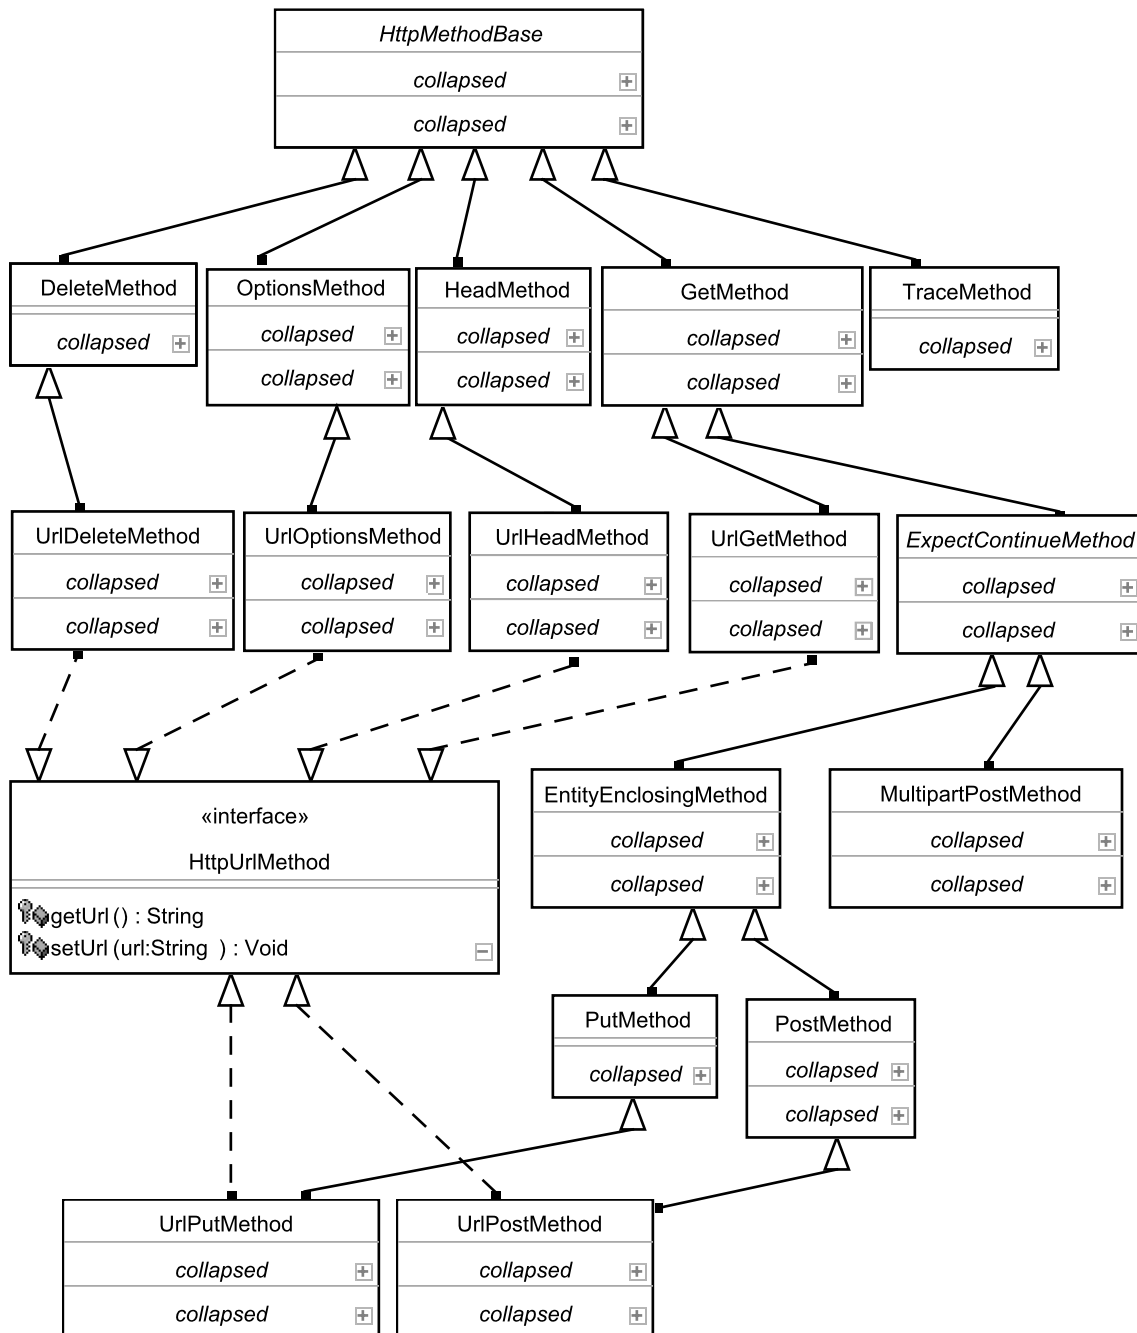 HttpMethodBase
collapsed
collapsed
DeleteMethod
collapsed
OptionsMethod
collapsed
collapsed
HeadMethod
collapsed
collapsed
GetMethod
collapsed
collapsed
TraceMethod
collapsed
UrlDeleteMethod
collapsed
collapsed
UrlOptionsMethod
collapsed
collapsed
UrlHeadMethod
collapsed
collapsed
UrlGetMethod
collapsed
collapsed
ExpectContinueMethod
collapsed
collapsed
«interface»
HttpUrlMethod
getUrl () : String
setUrl (url:String ) : Void
EntityEnclosingMethod
collapsed
collapsed
MultipartPostMethod
collapsed
collapsed
PutMethod
collapsed
PostMethod
collapsed
collapsed
UrlPutMethod
collapsed
collapsed
UrlPostMethod
collapsed
collapsed